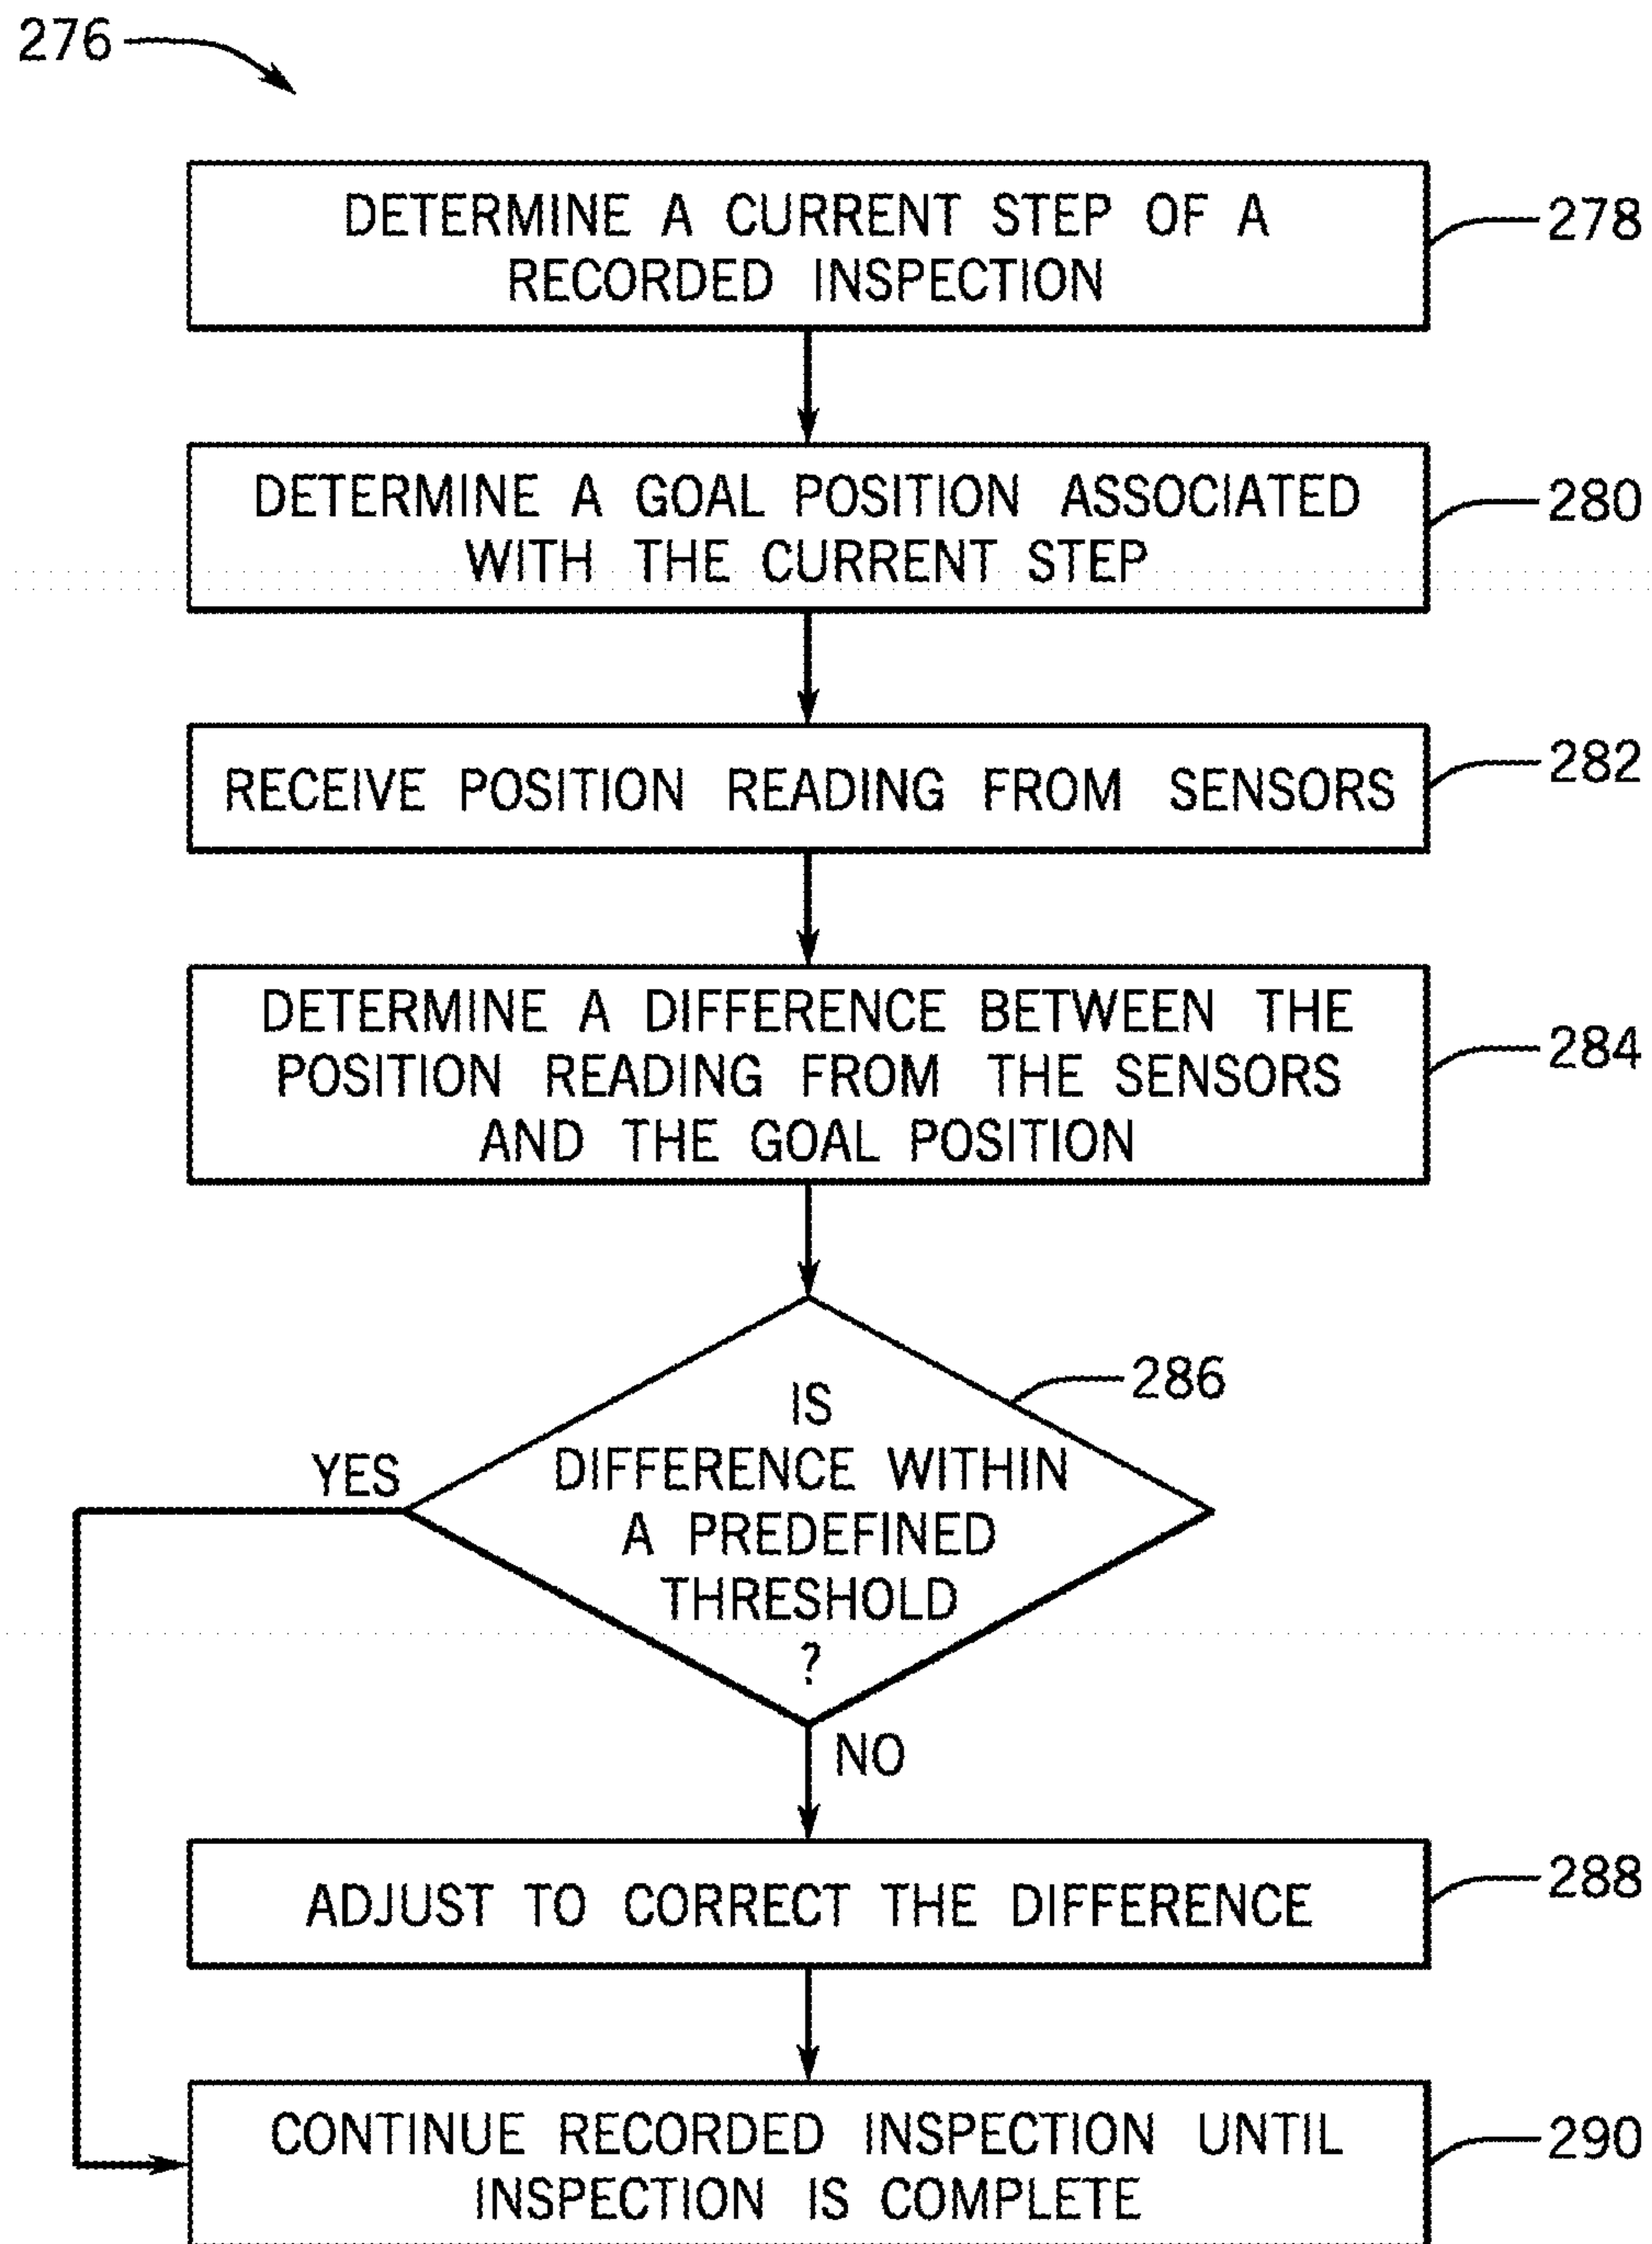 276
DETERMINE A CURRENT STEP OF A
RECORDED INSPECTION
278
DETERMINE A GOAL POSITION ASSOCIATED
WITH THE CURRENT STEP
280
RECEIVE POSITION READING FROM SENSORS
282
DETERMINE A DIFFERENCE BETWEEN THE
POSITION READING FROM THE SENSORS
AND THE GOAL POSITION
284
IS
DIFFERENCE WITHIN
A PREDEFINED
THRESHOLD
?
286
YES
NO
ADJUST TO CORRECT THE DIFFERENCE
288
CONTINUE RECORDED INSPECTION UNTIL
INSPECTION IS COMPLETE
290